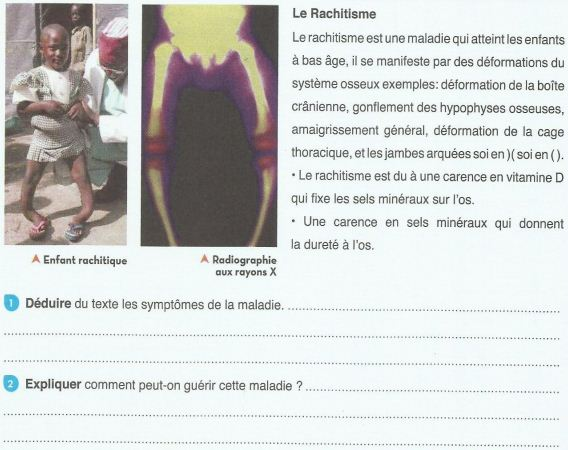 Le Rachitisme
Le rachitisme est une maladie qui atteint les enfants
à bas âge, il se manifeste par des déformations du
système osseux exemples: déformation de la boîte
crânienne, gonflement des hypophyses osseuses,
amaigrissement général, déformation de la cage
thoracique, et les jambes arquées soi en )( soi en ( ).
• Le rachitisme est du à une carence en vitamine D
qui fixe les sels minéraux sur l'os.
• Une carence en sels minéraux qui donnent
la dureté à l'os.
Enfant rachitique
Radiographie
aux rayons X
1 Déduire du texte les symptômes de la maladie.
2 Expliquer comment peut-on guérir cette maladie ?